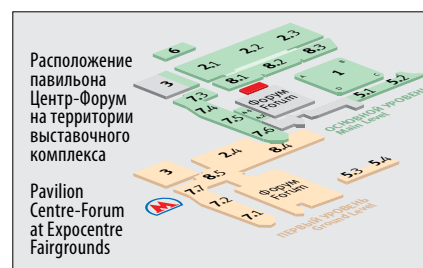 Расположение
павильона
Центр-Форум
на территории
выставочного
комплекса
Pavilion
Centre-Forum
at Expocentre
Fairgrounds
6
2.1
2.2
2.3
8.1
8.2
8.3
3
7.3
7.4
7.5
7.6
Форум
Forum
1
A
B
C
D
5.1
5.2
ОСНОВНОЙ УРОВЕНЬ
Main Level
3
2.4
8.4
8.5
7.7
7.2
7.1
Форум
Forum
5.3
5.4
ПЕРВЫЙ УРОВЕНЬ
Ground Level
М